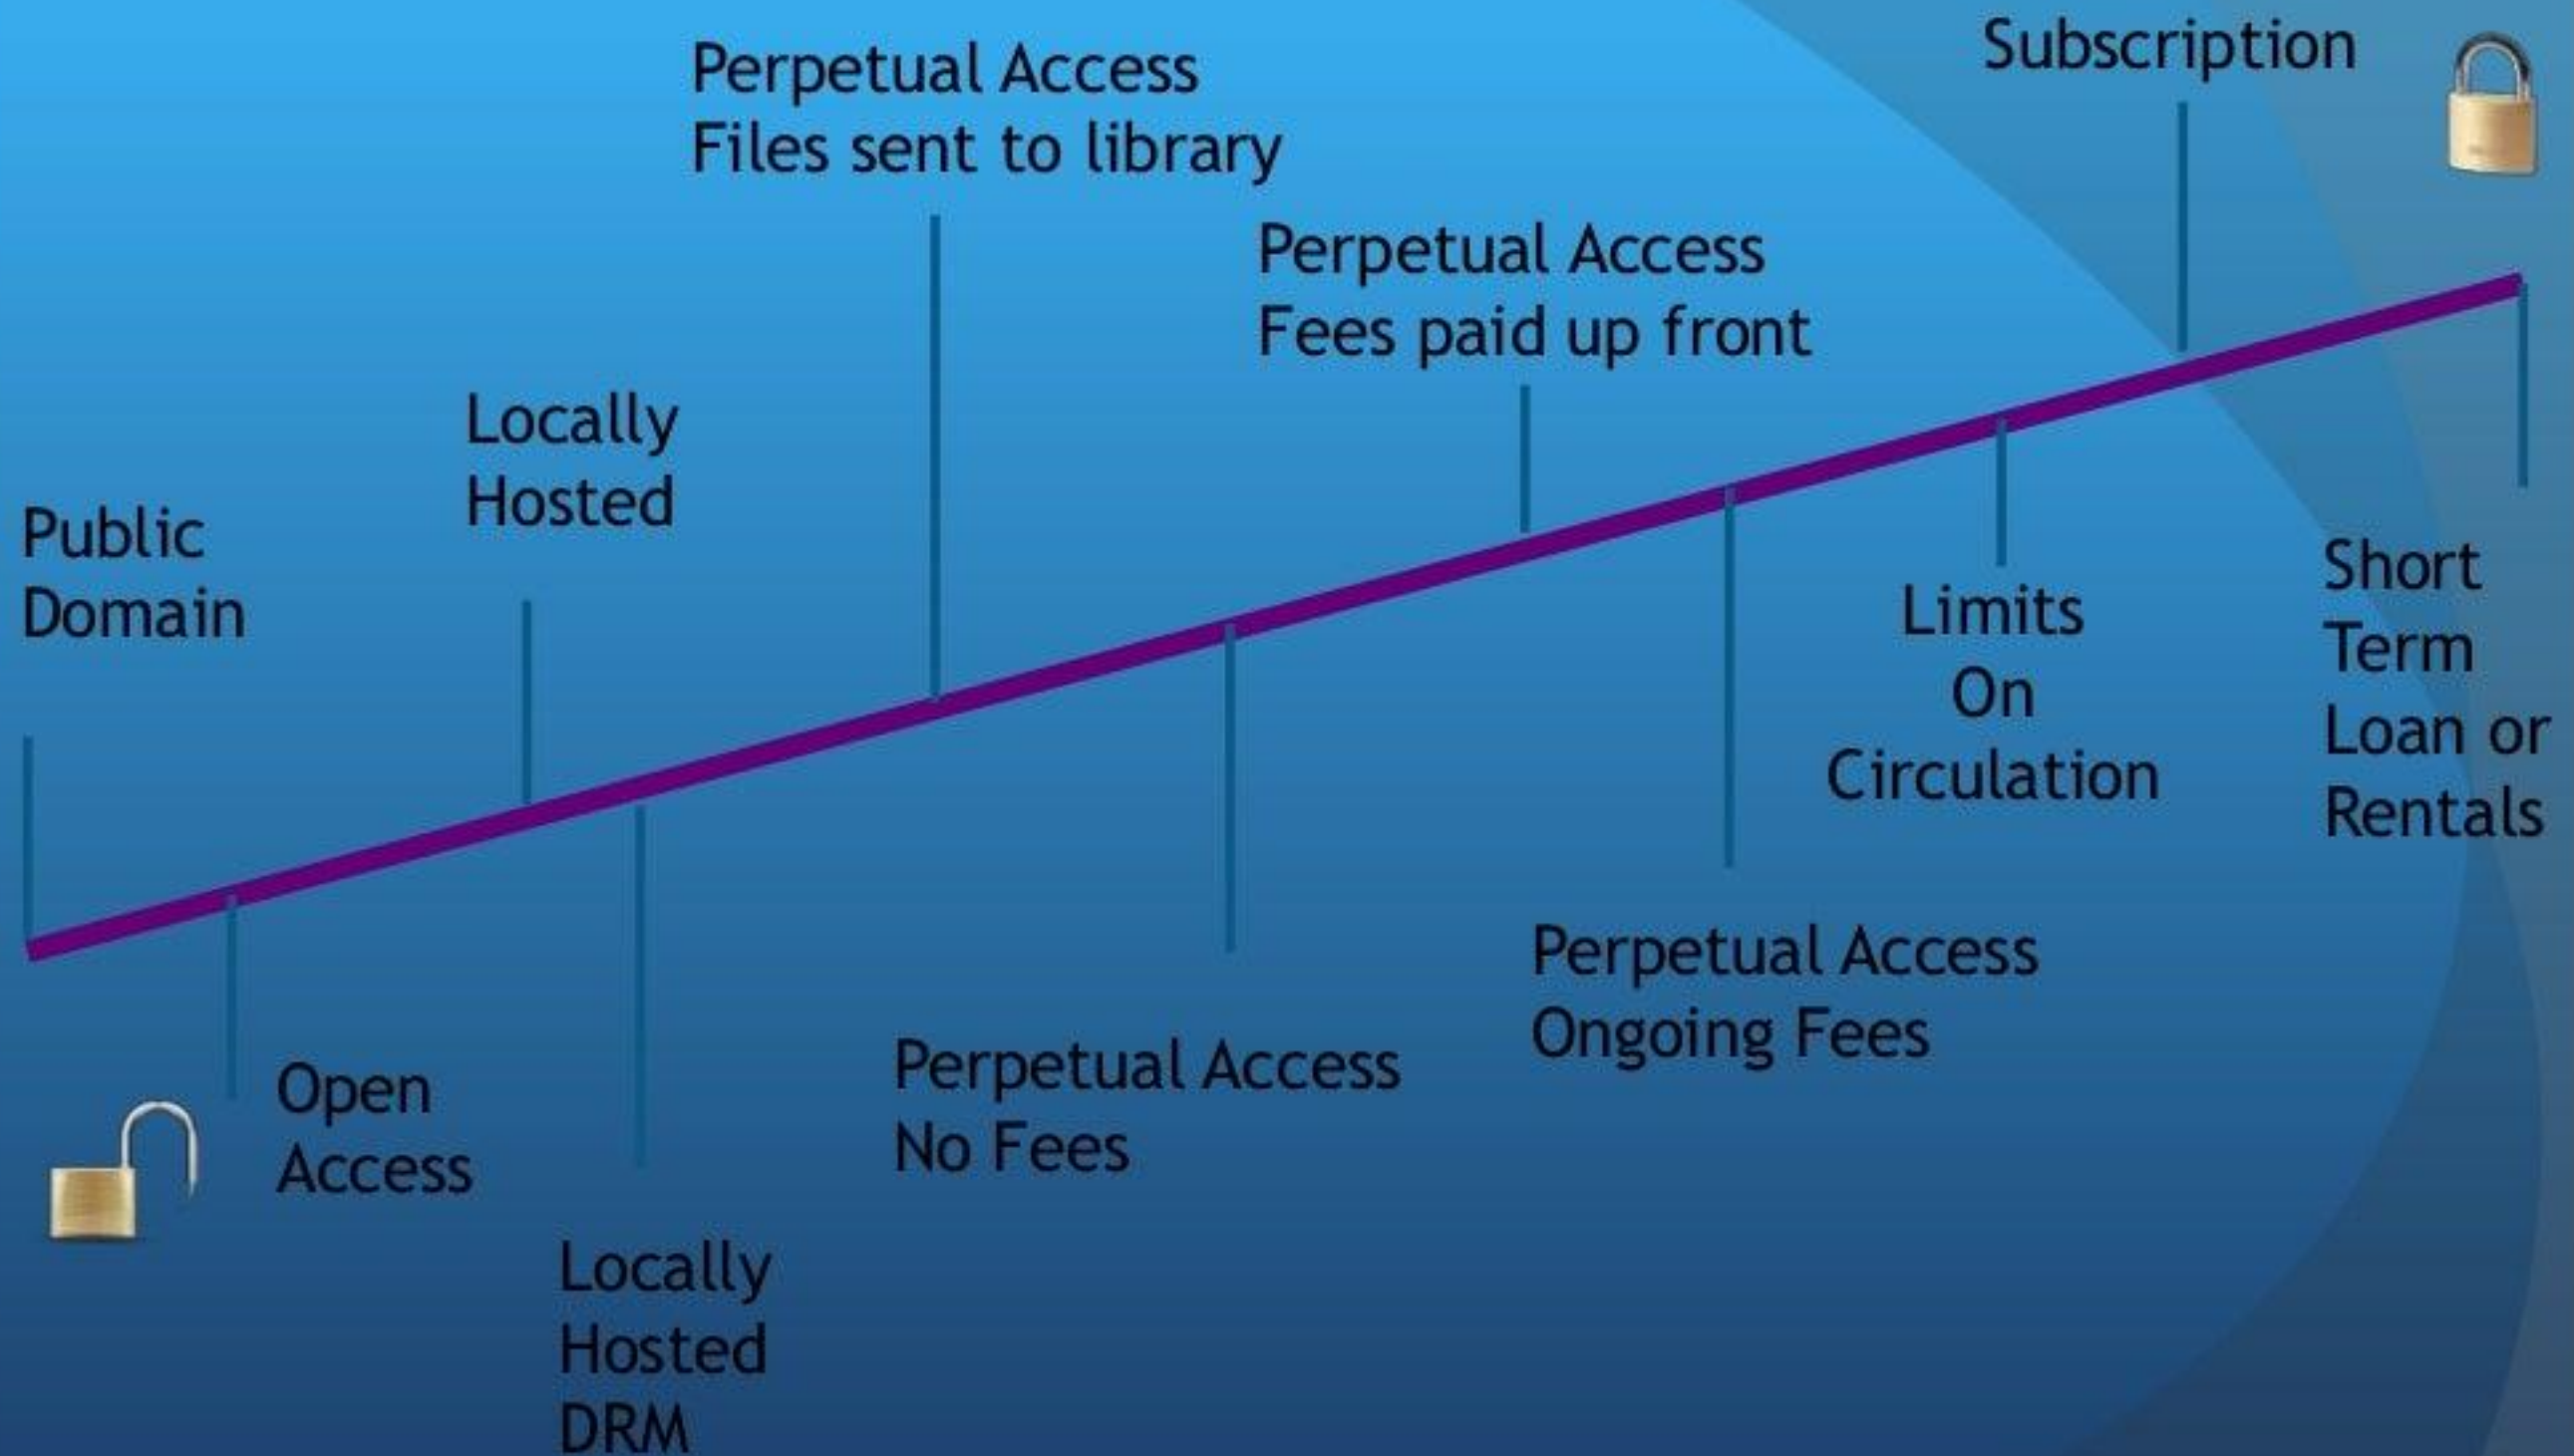 Subscription
Perpetual Access
Files sent to library
Perpetual Access
Fees paid up front
Locally
Hosted
Public
Domain
Short
Term
Loan or
Rentals
Limits
On
Circulation
Perpetual Access
Ongoing Fees
Perpetual Access
No Fees
Open
Access
Locally
Hosted
DRM